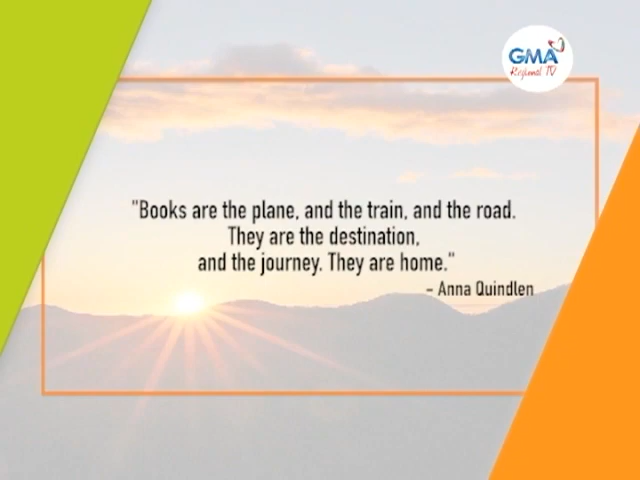 GMA
Regional TV
"Books are the plane, and the train, and the road.
They are the destination,
and the journey. They are home."
– Anna Quindlen